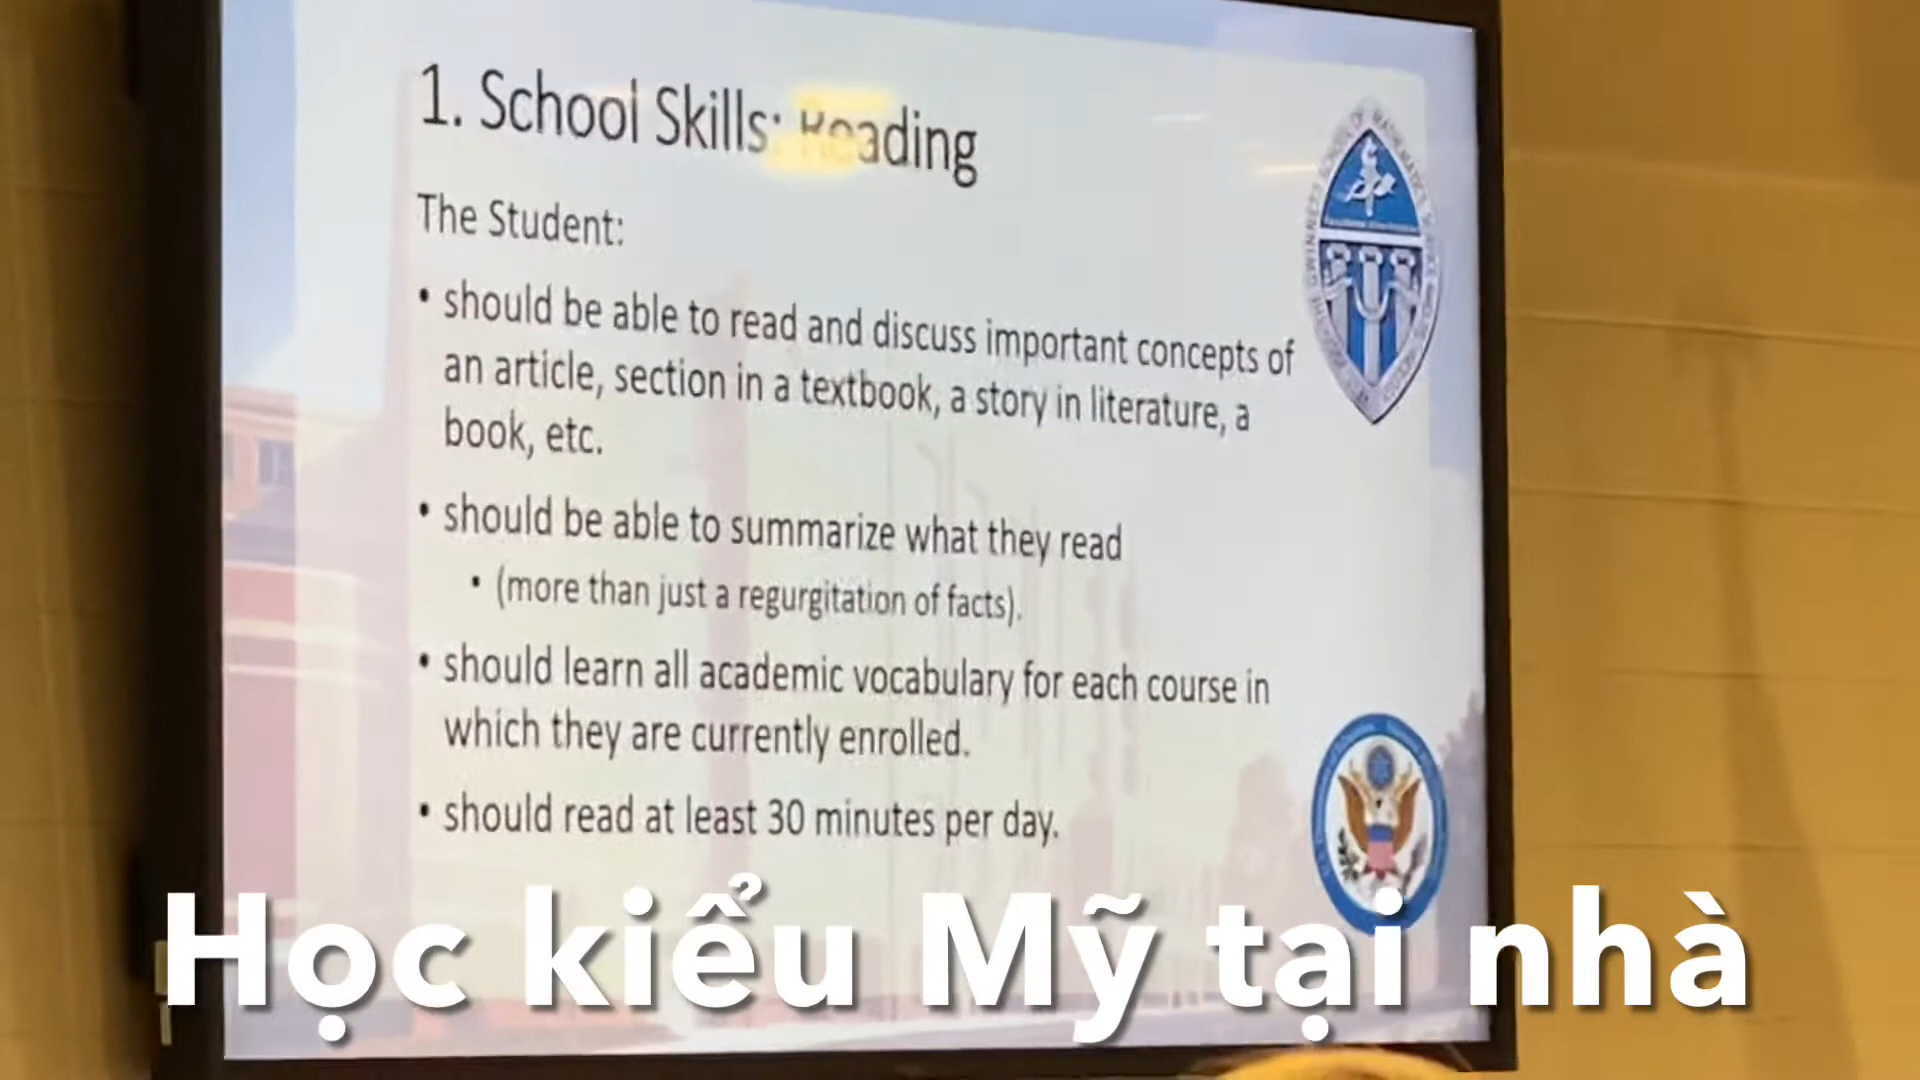 1. School Skills: Reading
The Student:
• should be able to read and discuss important concepts of
an article, section in a textbook, a story in literature, a
book, etc.
• should be able to summarize what they read
• (more than just a regurgitation of facts).
• should learn all academic vocabulary for each course in
which they are currently enrolled.
• should read at least 30 minutes per day.
Học kiểu Mỹ tại nhà